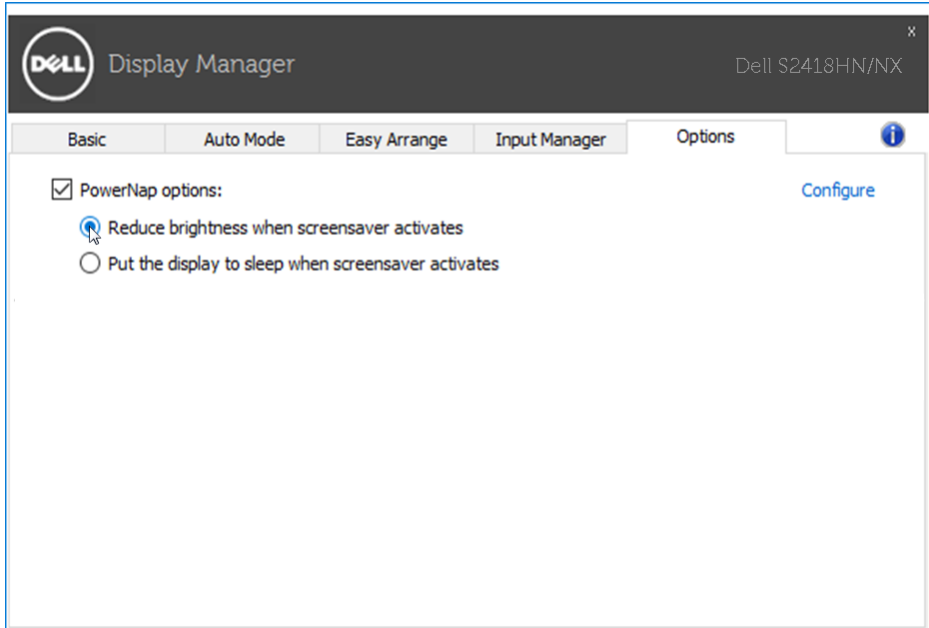 x
DELL Display Manager
Dell S2418HN/NX
Basic Auto Mode Easy Arrange Input Manager Options i
PowerNap options: Configure
Reduce brightness when screensaver activates
Put the display to sleep when screensaver activates